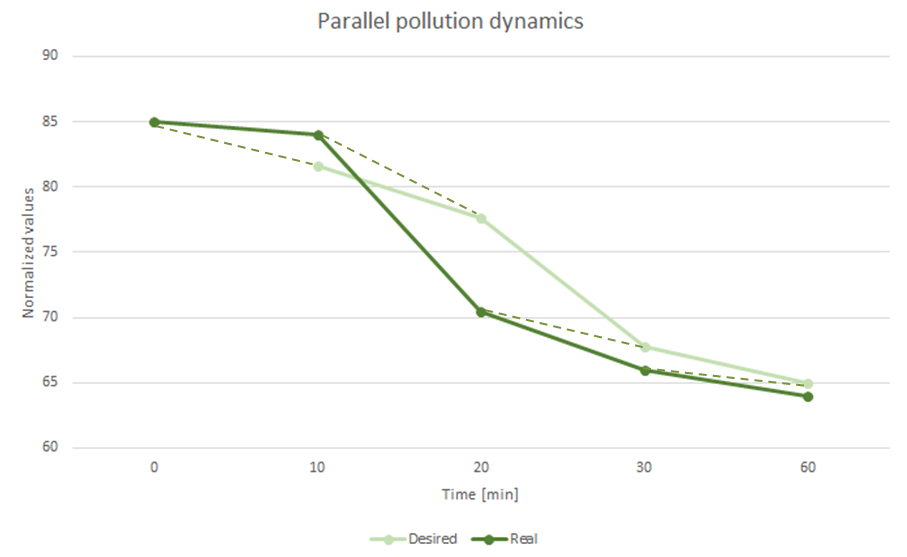 Parallel pollution dynamics
90
85
80
75
70
65
60
Normalized values
0 10 20 30 60
Time [min]
Desired Real